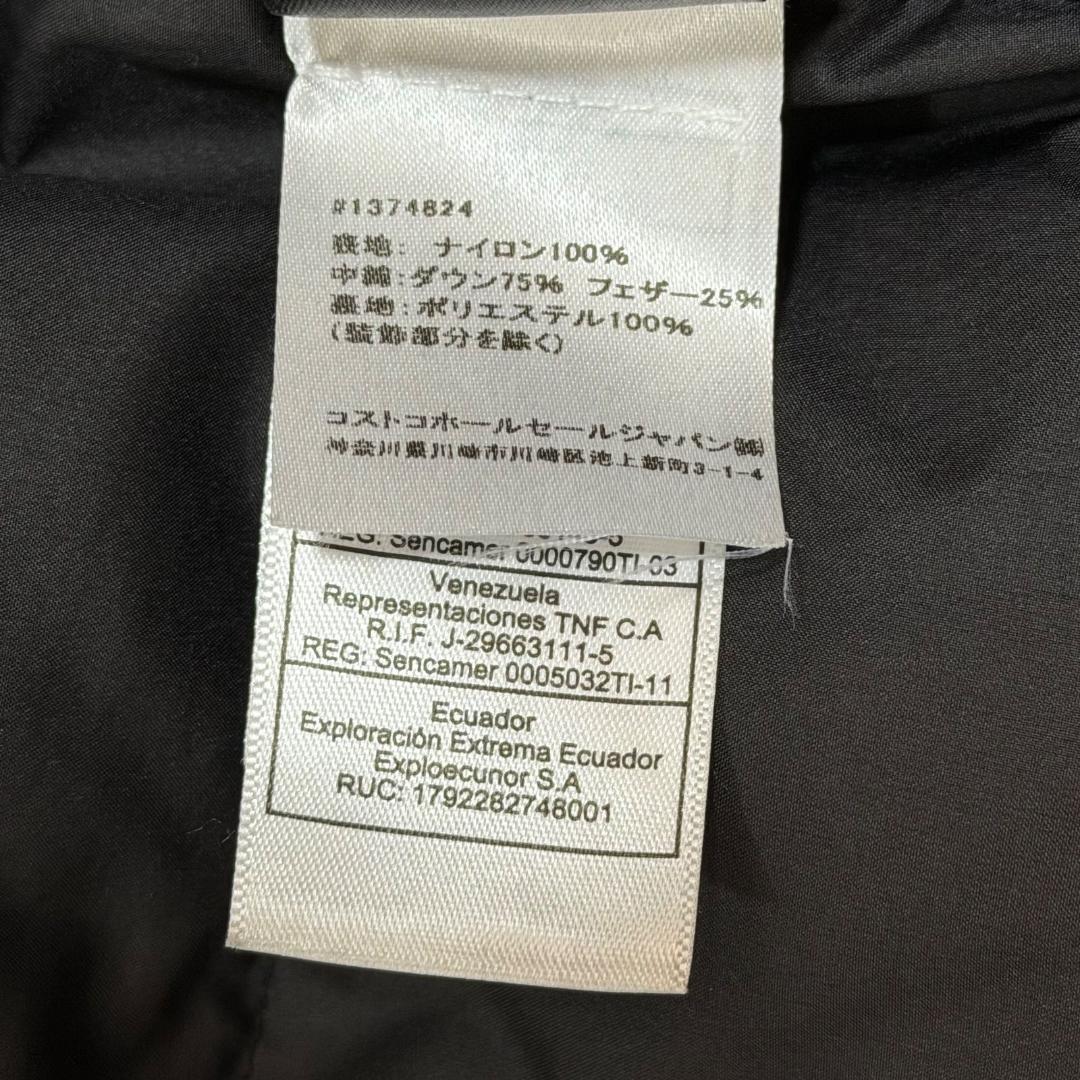 #1374824
表地: ナイロン100%
中綿:ダウン75% フェザー25%
裏地:ポリエステル100%
(装飾部分を除く)
コストコホールセールジャパン㈱
神奈川県川崎市川崎区池上新町3-1-4
REG: Sencamer 0000790TI-03
Venezuela
Representaciones TNF C.A
R.I.F. J-29663111-5
REG: Sencamer 0005032TI-11
Ecuador
Exploración Extrema Ecuador
Exploecunor S.A
RUC: 1792282748001